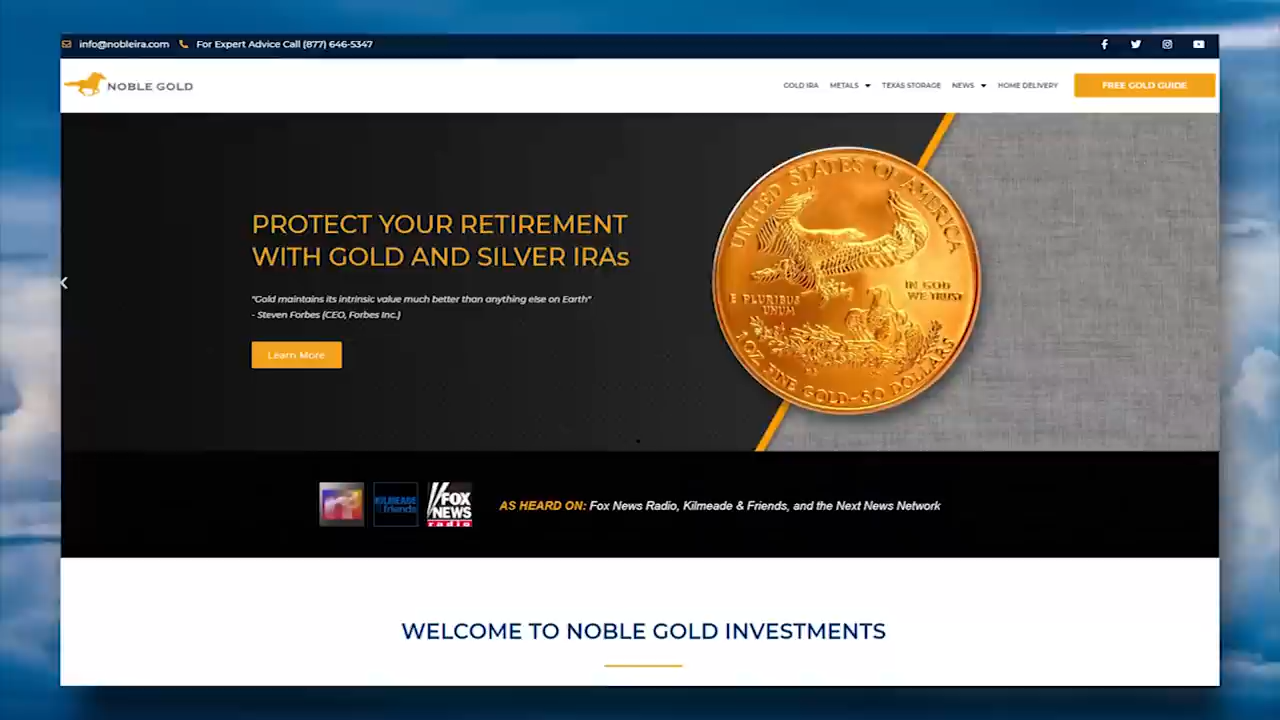 info@nobleira.com For Expert Advice Call (877) 646-5347
NOBLE GOLD
GOLD IRA METALS TEXAS STORAGE NEWS HOME DELIVERY FREE GOLD GUIDE
PROTECT YOUR RETIREMENT
WITH GOLD AND SILVER IRAs
"Gold maintains its intrinsic value much better than anything else on Earth"
- Steven Forbes (CEO, Forbes Inc.)
Learn More
UNITED STATES OF AMERICA
E PLURIBUS
UNUM
IN GOD
WE TRUST
1 OZ. FINE GOLD–50 DOLLARS
KILMEADE
friends
FOX
NEWS
radio
AS HEARD ON: Fox News Radio, Kilmeade & Friends, and the Next News Network
WELCOME TO NOBLE GOLD INVESTMENTS